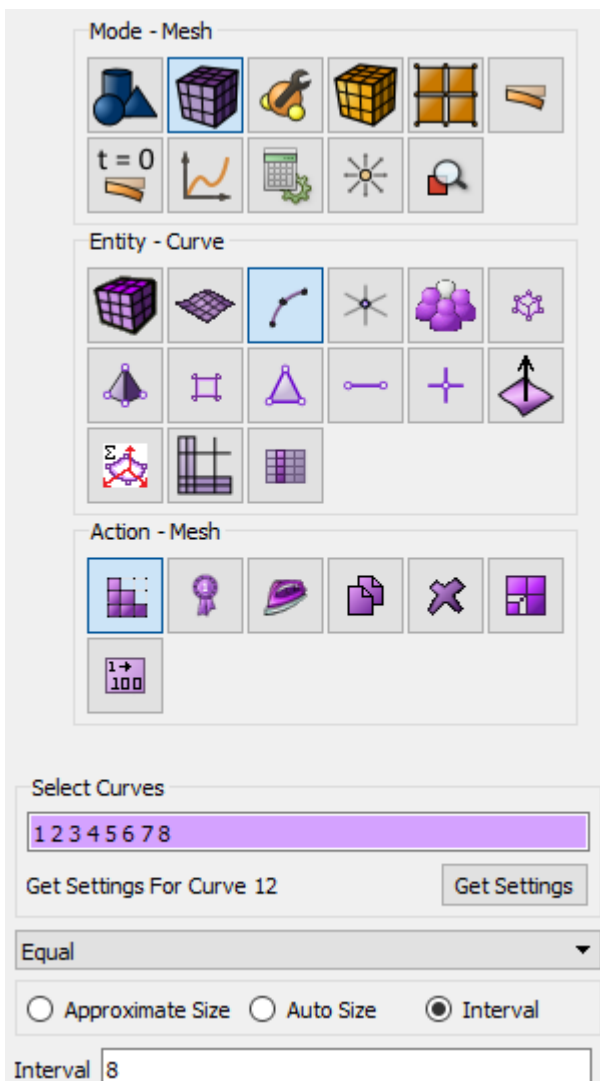 Mode - Mesh
t = 0
Entity - Curve
Σ
Action - Mesh
1
1→
100
Select Curves
1 2 3 4 5 6 7 8
Get Settings For Curve 12
Get Settings
Equal
Approximate Size Auto Size Interval
Interval 8